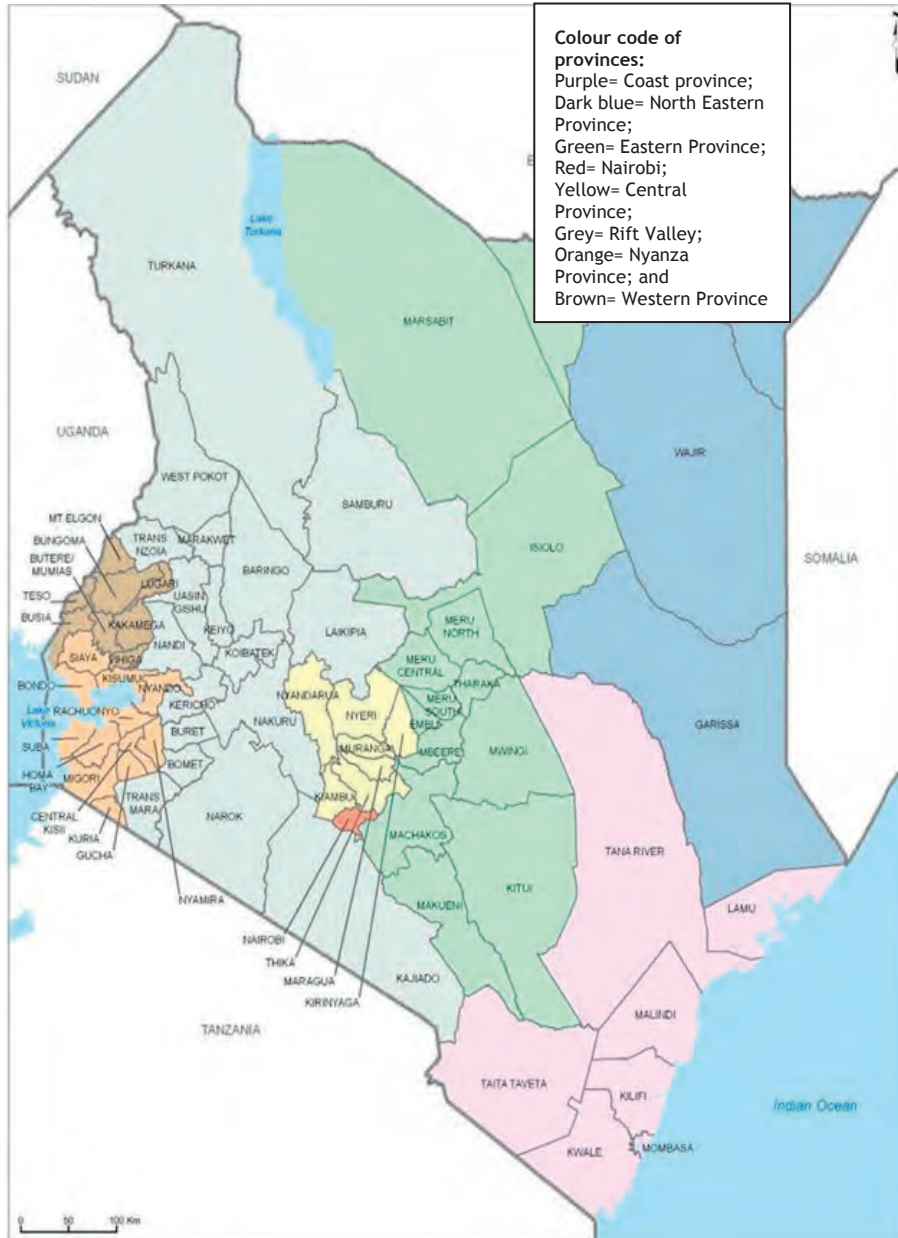 Colour code of
provinces:
Purple= Coast province;
Dark blue= North Eastern
Province;
Green= Eastern Province;
Red= Nairobi;
Yellow= Central
Province;
Grey= Rift Valley;
Orange= Nyanza
Province; and
Brown= Western Province
SUDAN
Lake
Turkana
TURKANA
MARSABIT
UGANDA
WAJIR
WEST POKOT
SAMBURU
MT ELGON
BUNGOMA
TRANS
NZOIA
MARAKWET
ISIOLO
SOMALIA
BUTERE/
MUMIAS
LUGARI
BARINGO
TESO
UASIN
GISHU
BUSIA
KAKAMEGA
KEIYO
LAIKIPIA
MERU
NORTH
NANDI
KOIBATEK
SIAYA
VIHIGA
MERU
CENTRAL
KISUMU
THARAKA
BONDO
NYANDO
NYANDARUA
MERU
SOUTH
KERICHO
NYERI
EMBU
RACHUONYO
NAKURU
Lake
Victoria
GARISSA
BURET
MURANGA
MBEERE
MWINGI
SUBA
BOMET
HOMA
BAY
MIGORI
KIAMBU
TRANS
MARA
NAROK
MACHAKOS
CENTRAL
KISII
TANA RIVER
KURIA
GUCHA
KITUI
MAKUENI
NYAMIRA
LAMU
NAIROBI
THIKA
MARAGUA
KAJIADO
KIRINYAGA
MALINDI
TANZANIA
TAITA TAVETA
KILIFI
Indian Ocean
KWALE
MOMBASA
0 50 100 Km